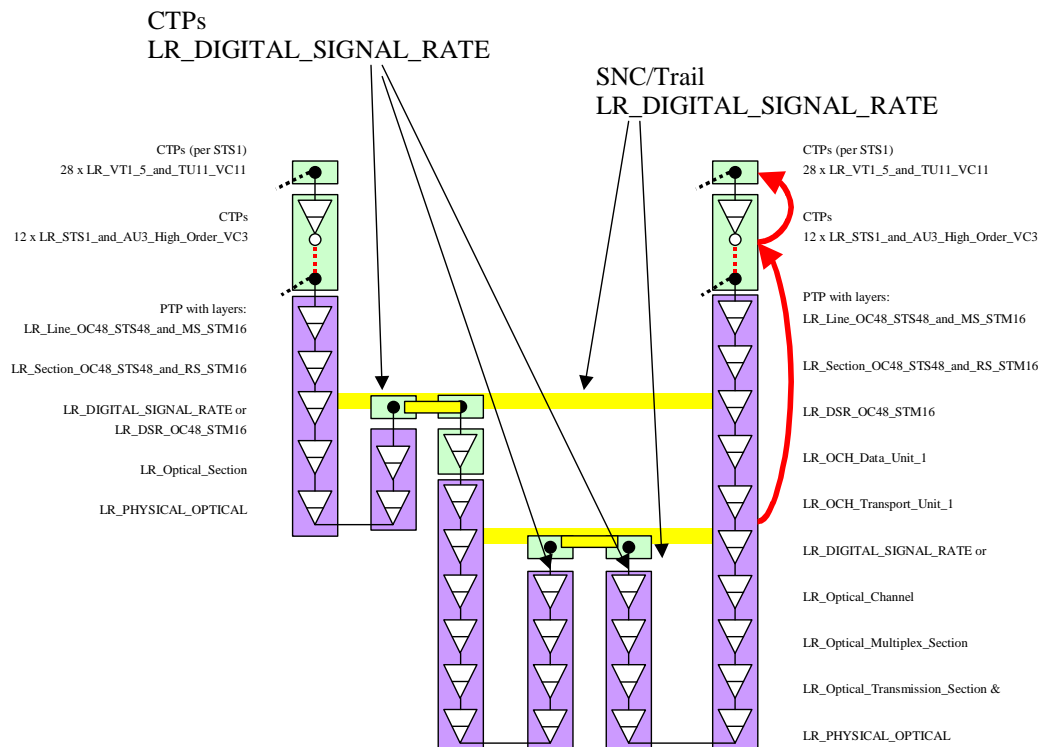 CTPs
LR_DIGITAL_SIGNAL_RATE
SNC/Trail
LR_DIGITAL_SIGNAL_RATE
CTPs (per STS1)
28 x LR_VT1_5_and_TU11_VC11
CTPs
12 x LR_STS1_and_AU3_High_Order_VC3
PTP with layers:
LR_Line_OC48_STS48_and_MS_STM16
LR_Section_OC48_STS48_and_RS_STM16
LR_DIGITAL_SIGNAL_RATE or
LR_DSR_OC48_STM16
LR_Optical_Section
LR_PHYSICAL_OPTICAL
CTPs (per STS1)
28 x LR_VT1_5_and_TU11_VC11
CTPs
12 x LR_STS1_and_AU3_High_Order_VC3
PTP with layers:
LR_Line_OC48_STS48_and_MS_STM16
LR_Section_OC48_STS48_and_RS_STM16
LR_DSR_OC48_STM16
LR_OCH_Data_Unit_1
LR_OCH_Transport_Unit_1
LR_DIGITAL_SIGNAL_RATE or
LR_Optical_Channel
LR_Optical_Multiplex_Section
LR_Optical_Transmission_Section &
LR_PHYSICAL_OPTICAL